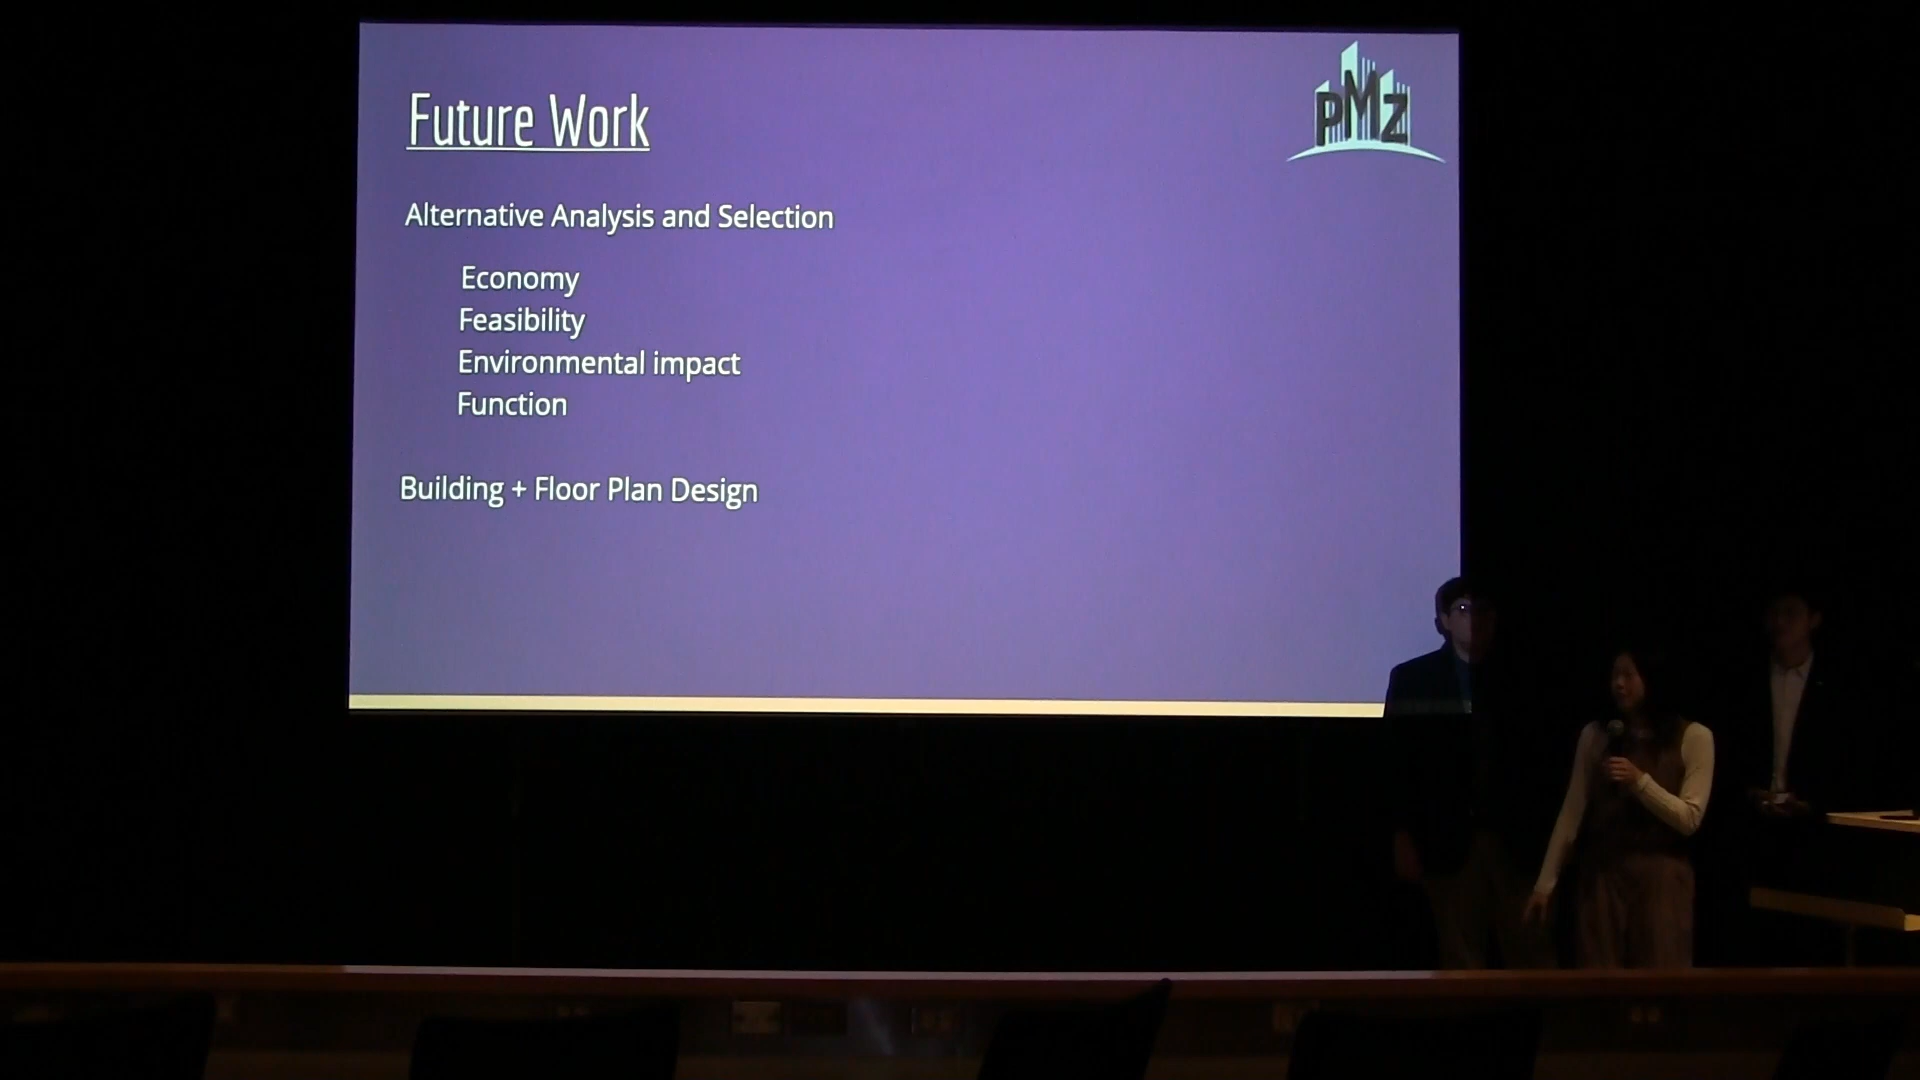 PMZ
Future Work
Alternative Analysis and Selection
Economy
Feasibility
Environmental impact
Function
Building + Floor Plan Design